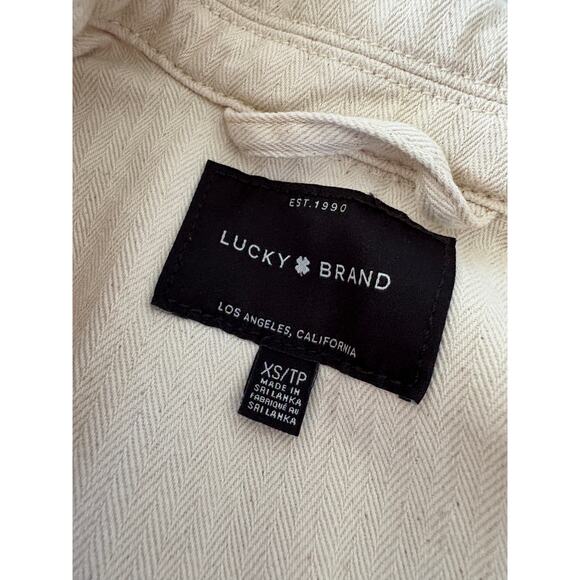 EST. 1990
LUCKY BRAND
LOS ANGELES, CALIFORNIA
XS/TP
MADE IN
SRI LANKA
FABRIQUÉ AU
SRI LANKA